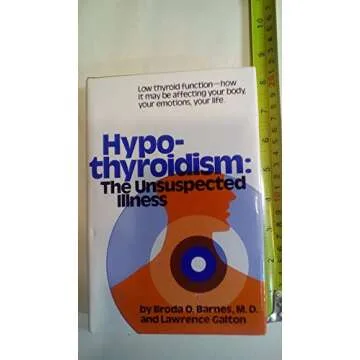 Low thyroid function—how
it may be affecting your body,
your emotions, your life.
Hypo-
thyroidism:
The Unsuspected
Illness
by Broda O. Barnes, M.D.
and Lawrence Galton